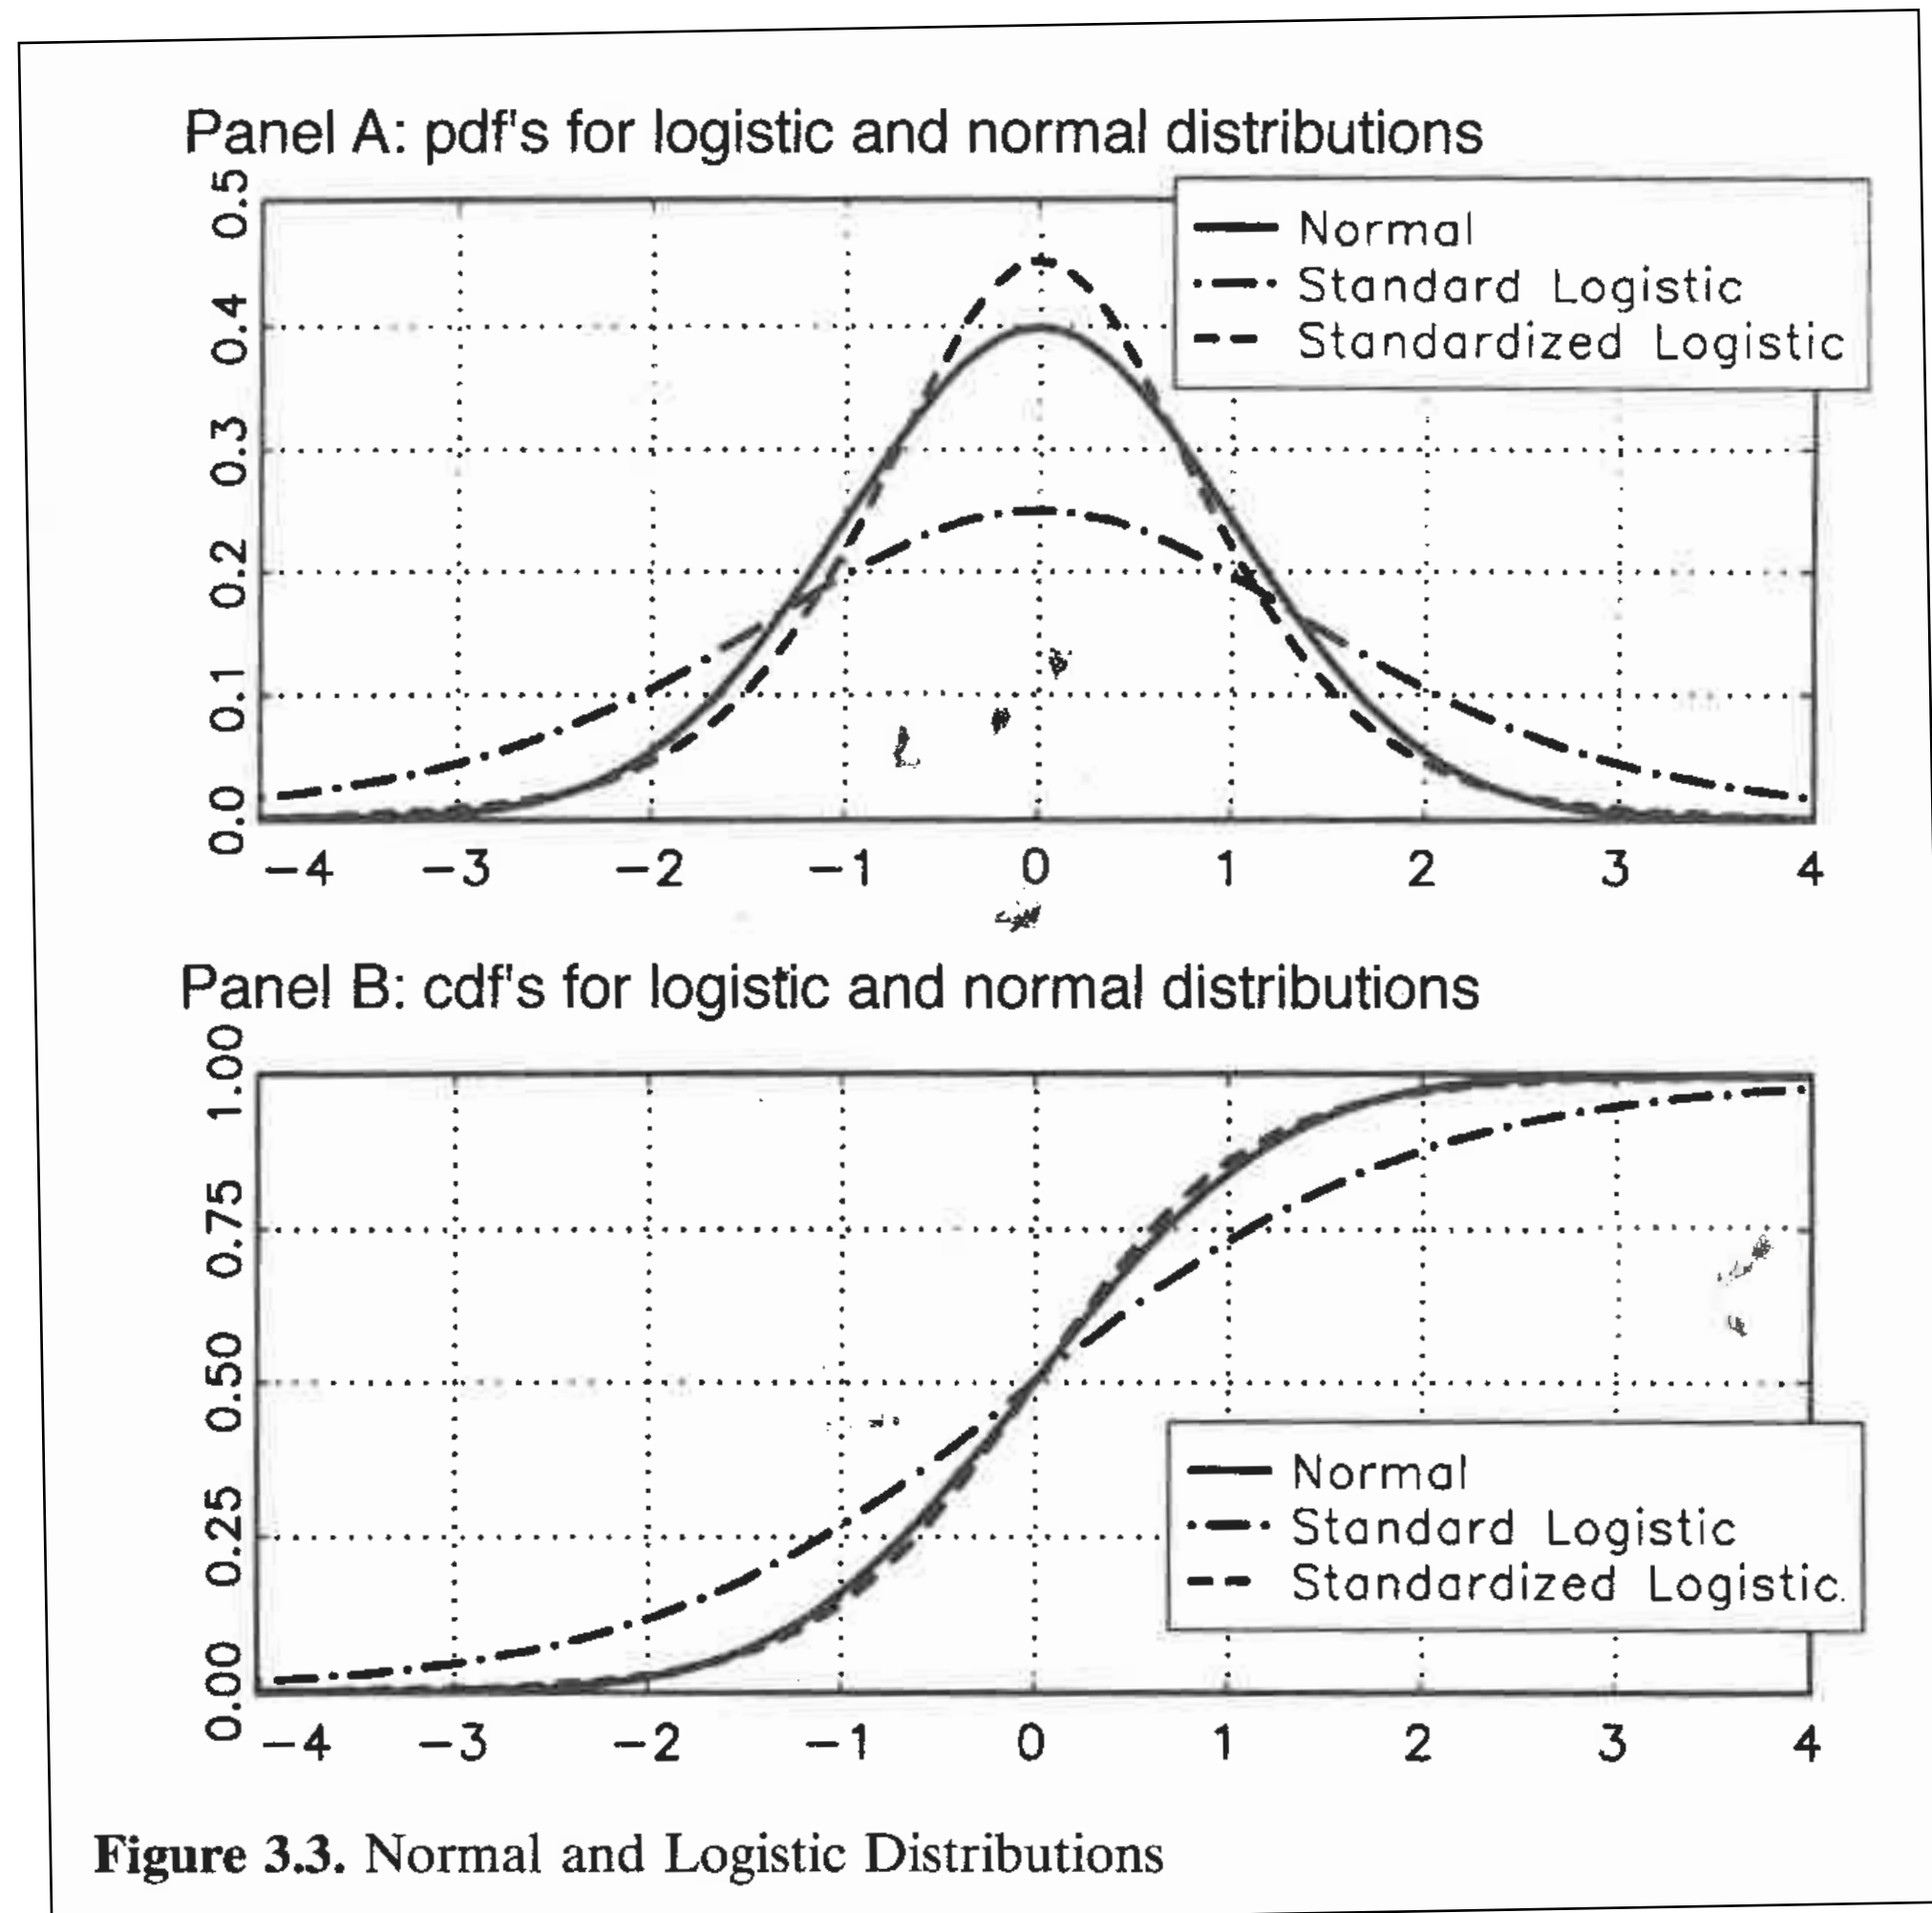 Panel A: pdf's for logistic and normal distributions
0.5
Normal
Standard Logistic
Standardized Logistic
0.4
0.3
0.2
0.1
0.0
−4 −3 −2 −1 0 1 2 3 4
Panel B: cdf's for logistic and normal distributions
1.00
0.75
0.50
0.25
0.00
Normal
Standard Logistic
Standardized Logistic
−4 −3 −2 −1 0 1 2 3 4
Figure 3.3. Normal and Logistic Distributions